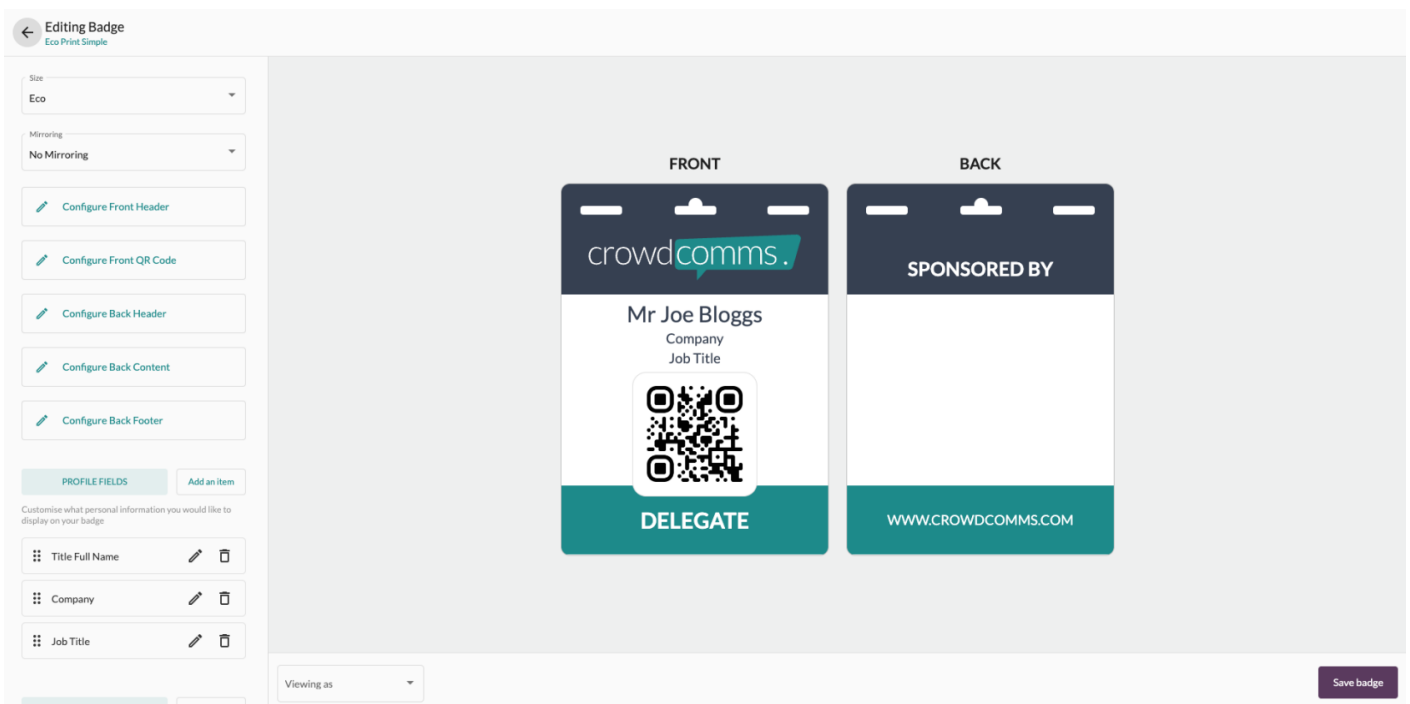 Editing Badge
Eco Print Simple
Size
Eco
Mirroring
No Mirroring
Configure Front Header
Configure Front QR Code
Configure Back Header
Configure Back Content
Configure Back Footer
PROFILE FIELDS
Add an item
Customise what personal information you would like to
display on your badge
Title Full Name
Company
Job Title
FRONT
crowdcomms.
Mr Joe Bloggs
Company
Job Title
DELEGATE
BACK
SPONSORED BY
WWW.CROWDCOMMS.COM
Viewing as
Save badge